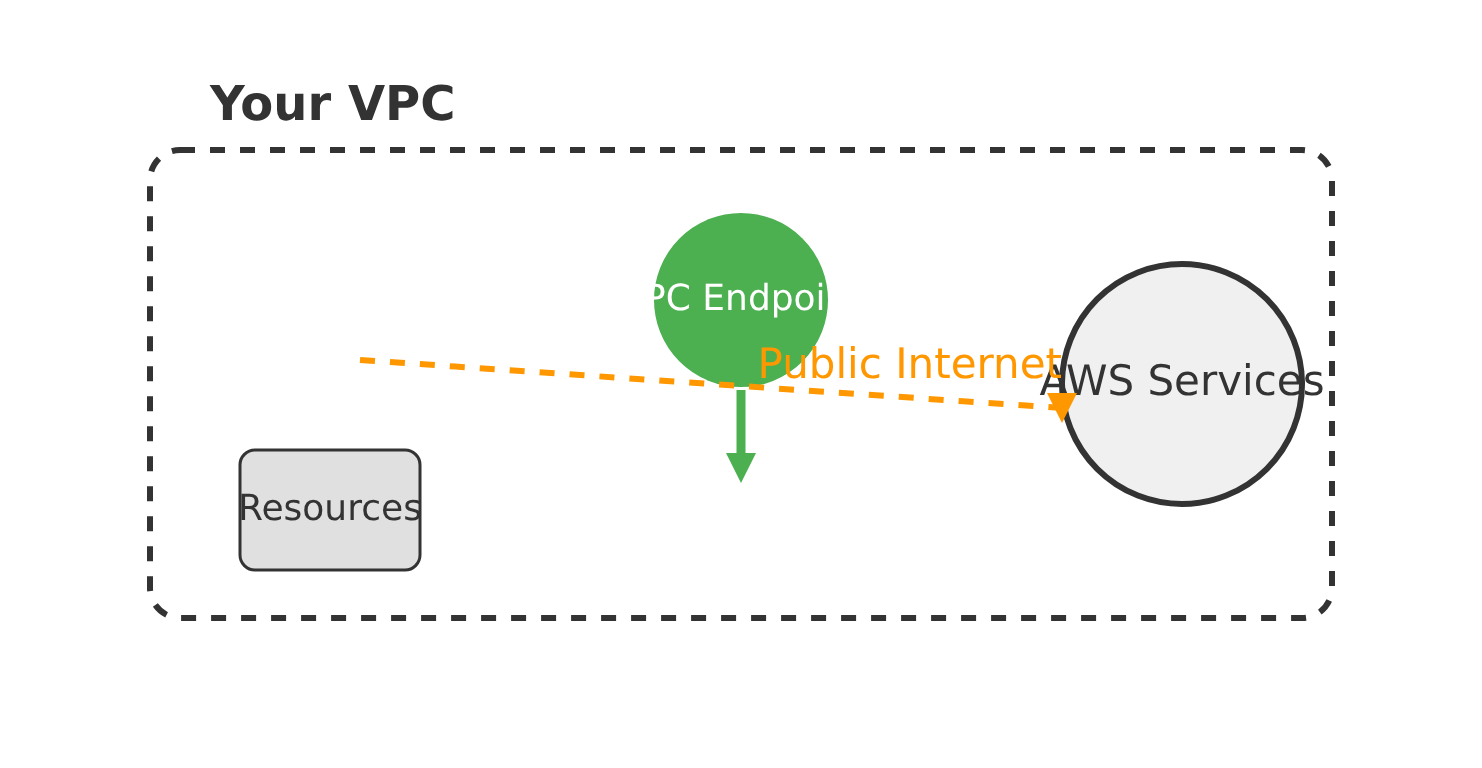 Your VPC
PC Endpoi
Public Internet
AWS Services
Resources